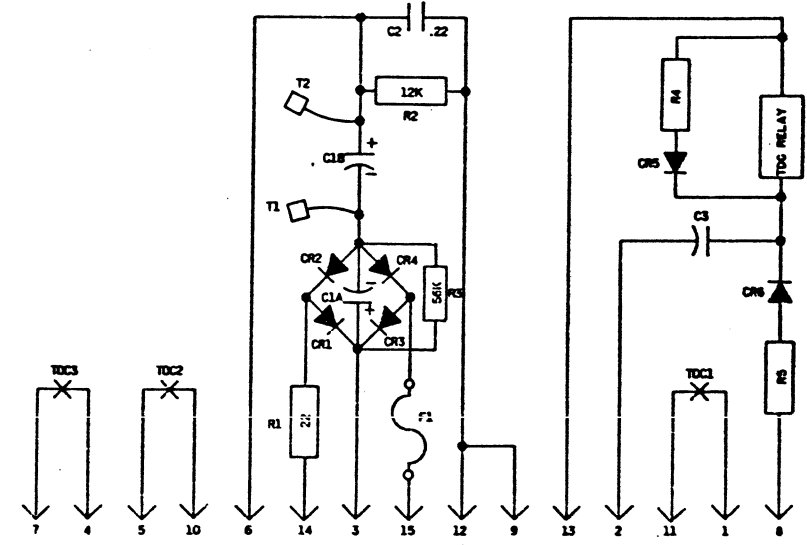 C2 .22
T2
12K
R4
R2
TDG RELAY
+
C1B
CR5
-
T1
C3
CR2
CR4
-
56K
R3
C1A
CR6
+
CR1
CR3
TDC3
TDC2
TDC1
R5
R1
22
F1
7 4 5 10 6 14 3 15 12 9 13 2 11 1 8